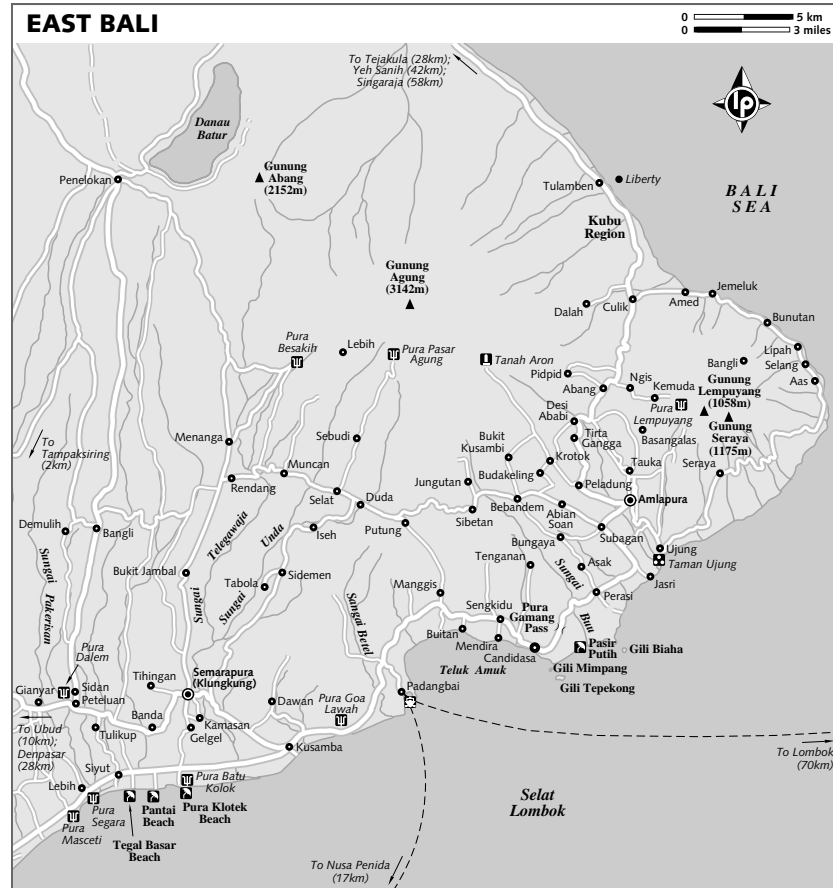 EAST BALI
0 5 km
0 3 miles
To Tejakula (28km);
Yeh Sanih (42km);
Singaraja (58km)
lp
Danau
Batur
Gunung
Abang
(2152m)
Penelokan
Tulamben
Liberty
BALI
SEA
Kubu
Region
Gunung
Agung
(3142m)
Dalah
Culik
Amed
Jemeluk
Bunutan
Pura
Besakih
Lebih
Pura Pasar
Agung
Tanah Aron
Lipah
Selang
Aas
Bangli
Pidpid
Abang
Ngis
Kemuda
Gunung
Lempuyang
(1058m)
Pura
Lempuyang
Gunung
Seraya
(1175m)
Desi
Ababi
Tirta
Gangga
Basangalas
To
Tampaksiring
(2km)
Menanga
Sebudi
Bukit
Kusambi
Krotok
Budakeling
Tauka
Seraya
Rendang
Muncan
Selat
Duda
Jungutan
Peladung
Amlapura
Bebandem
Abian
Soan
Sibetan
Putung
Iseh
Demulih
Bangli
Telegawaja
Unda
Subagan
Bungaya
Ujung
Taman Ujung
Tenganan
Sungai
Asak
Jasri
Sungai
Pakerisan
Bukit Jambal
Sungai
Tabola
Sungai
Sidemen
Manggis
Perasi
Sangai Betel
Sengkidu
Pura
Gamang
Pass
Buu
Pasir
Putih
Gili Biaha
Buitan
Mendira
Candidasa
Gili Mimpang
Gili Tepekong
Teluk Amuk
Pura
Dalem
Gianyar
Sidan
Peteluan
Tihingan
Semarapura
(Klungkung)
Dawan
Pura Goa
Lawah
Padangbai
Banda
Kamasan
Gelgel
Tulikup
Kusamba
To Ubud
(10km);
Denpasar
(28km)
To Lombok
(70km)
Siyut
Lebih
Pura Batu
Kolok
Pura
Segara
Pantai
Beach
Pura Klotek
Beach
Pura
Masceti
Tegal Basar
Beach
Selat
Lombok
To Nusa Penida
(17km)